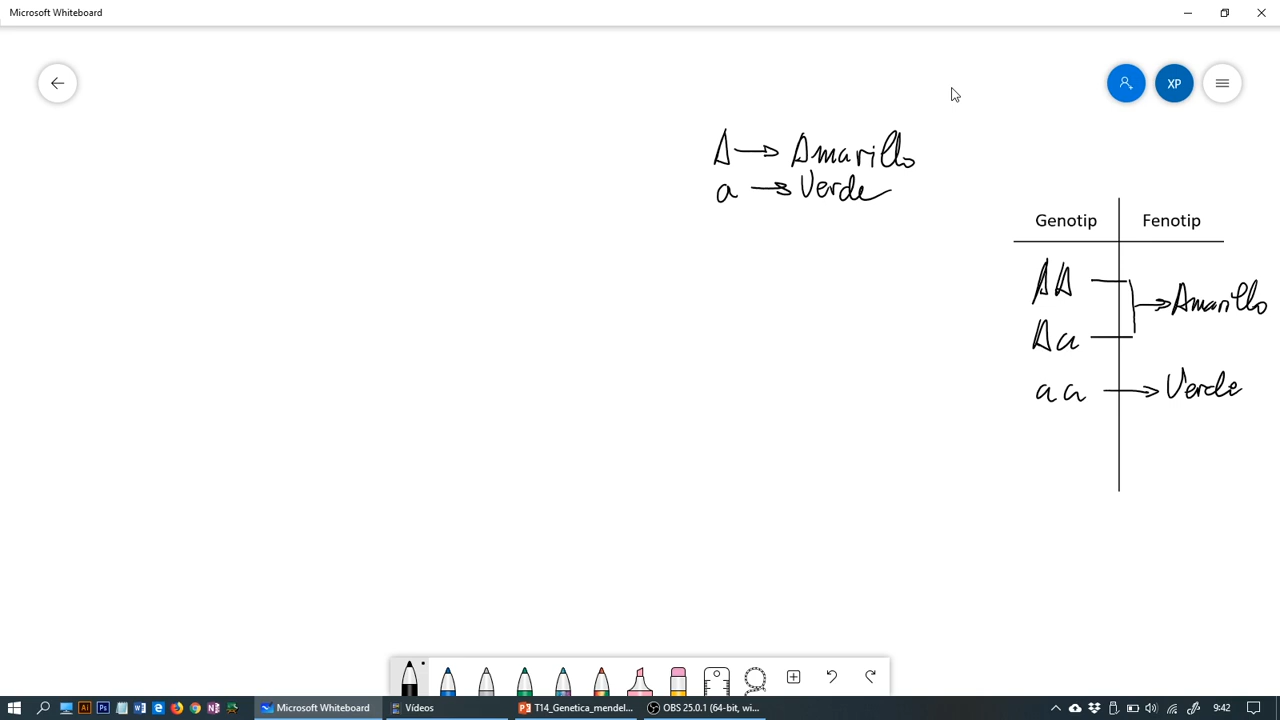 Microsoft Whiteboard
XP
A → Amarillo
a → Verde
Genotip Fenotip
AA
→ Amarillo
Aa
aa → Verde
Microsoft Whiteboard Vídeos T14_Genetica_mendel... OBS 25.0.1 (64-bit, wi... 9:42